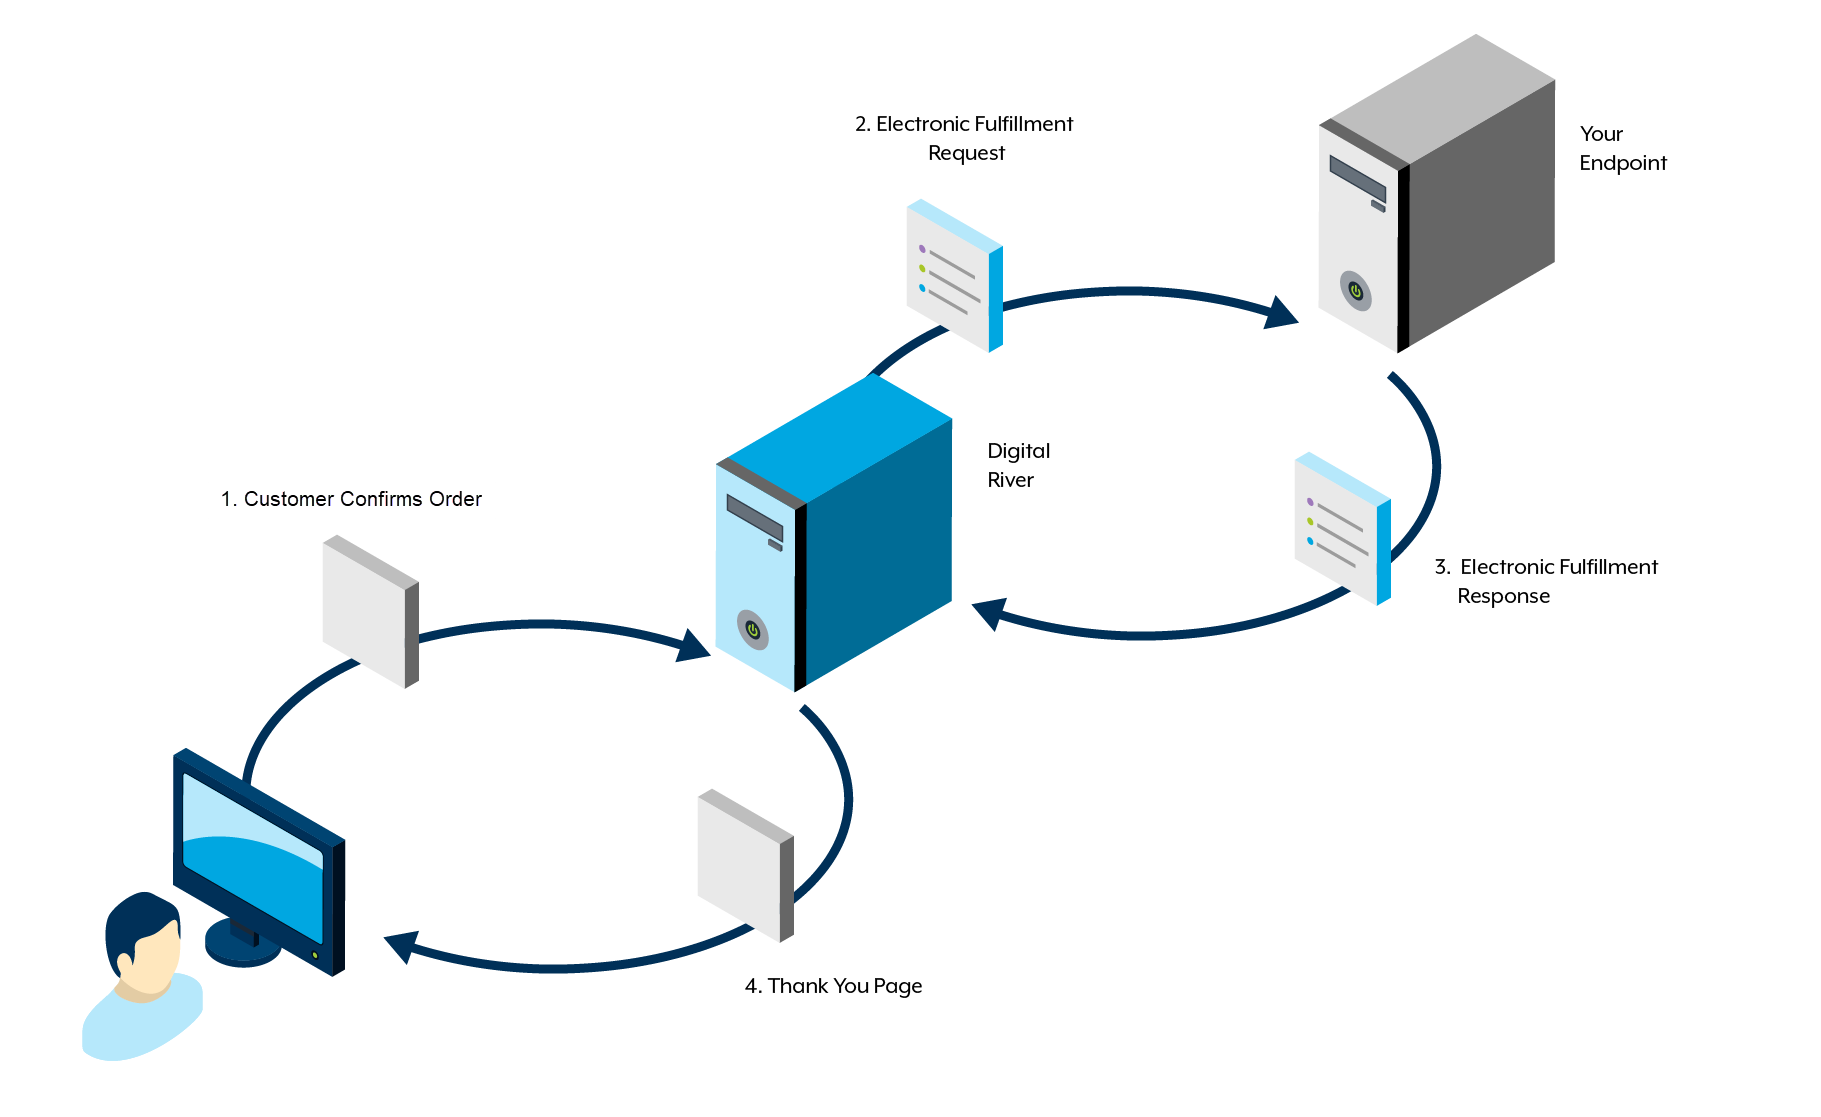 2. Electronic Fulfillment
Request
Your
Endpoint
Digital
River
1. Customer Confirms Order
3. Electronic Fulfillment
Response
4. Thank You Page